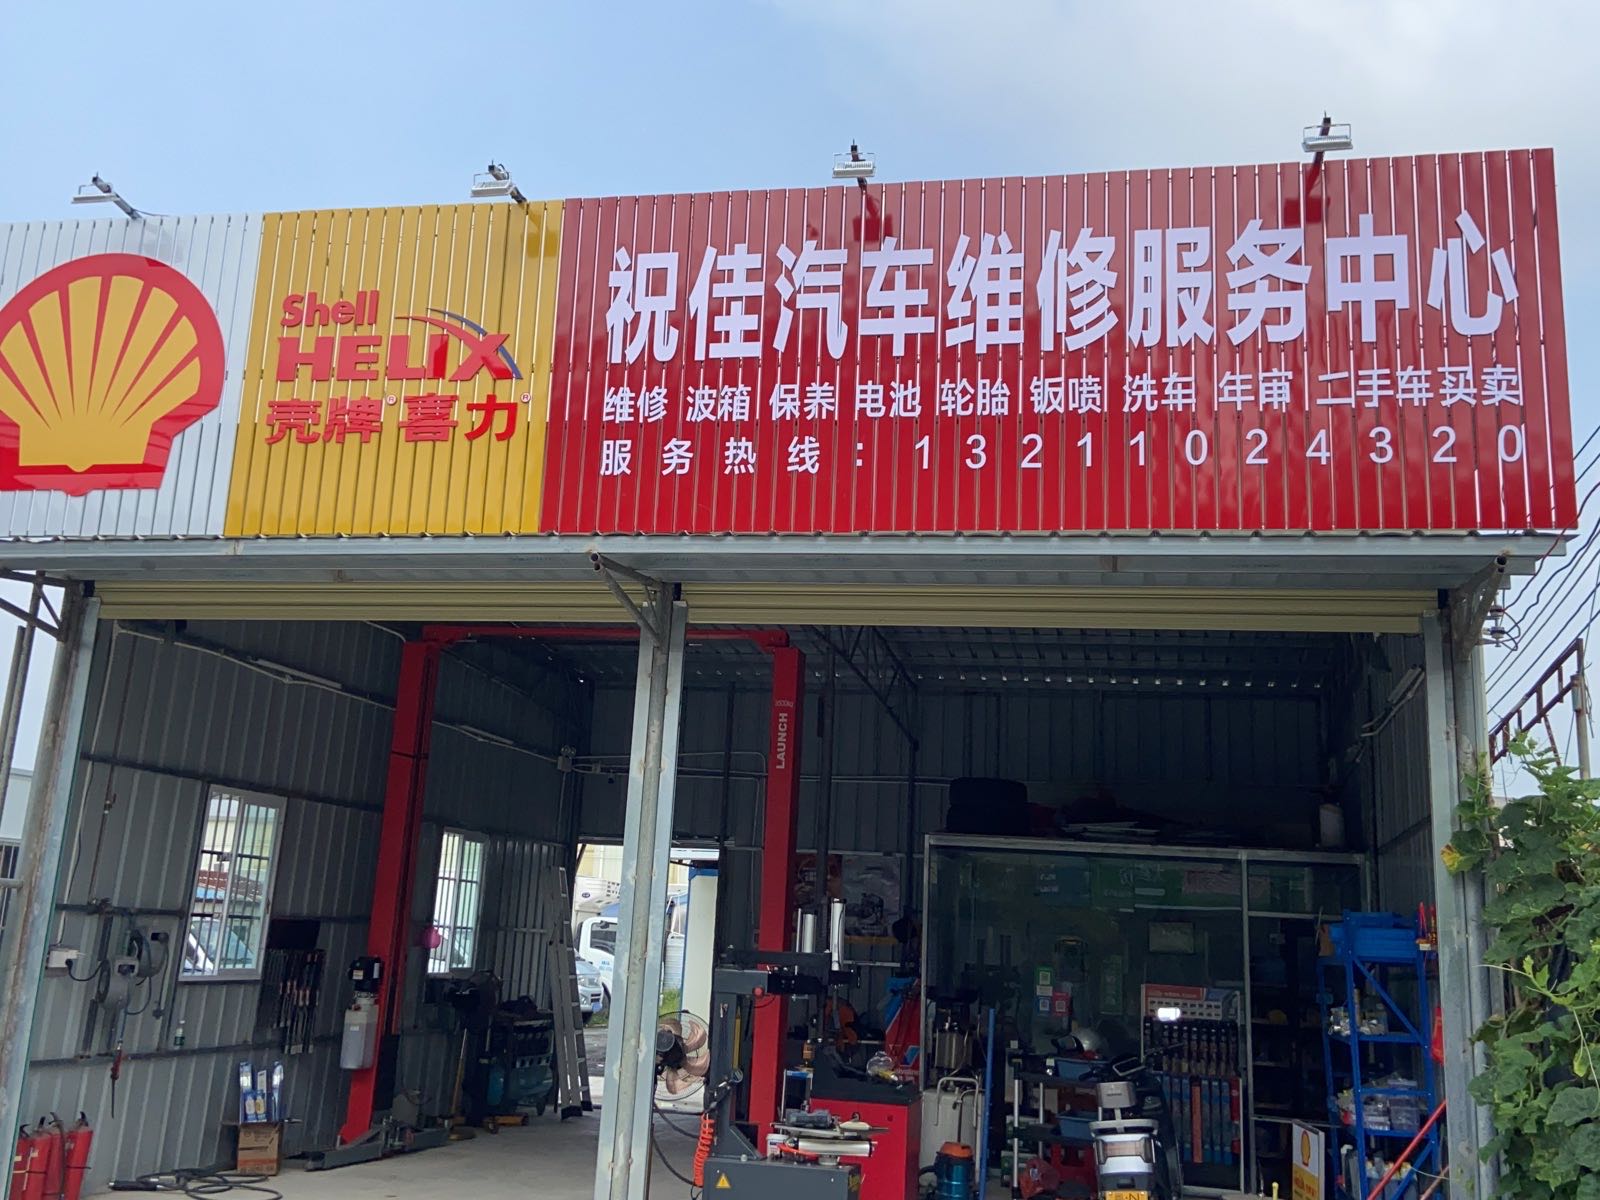 Shell
HELIX
壳牌® 喜力®
祝佳汽车维修服务中心
维修 波箱 保养 电池 轮胎 钣喷 洗车 年审 二手车买卖
服务热线：13211024320
LAUNCH